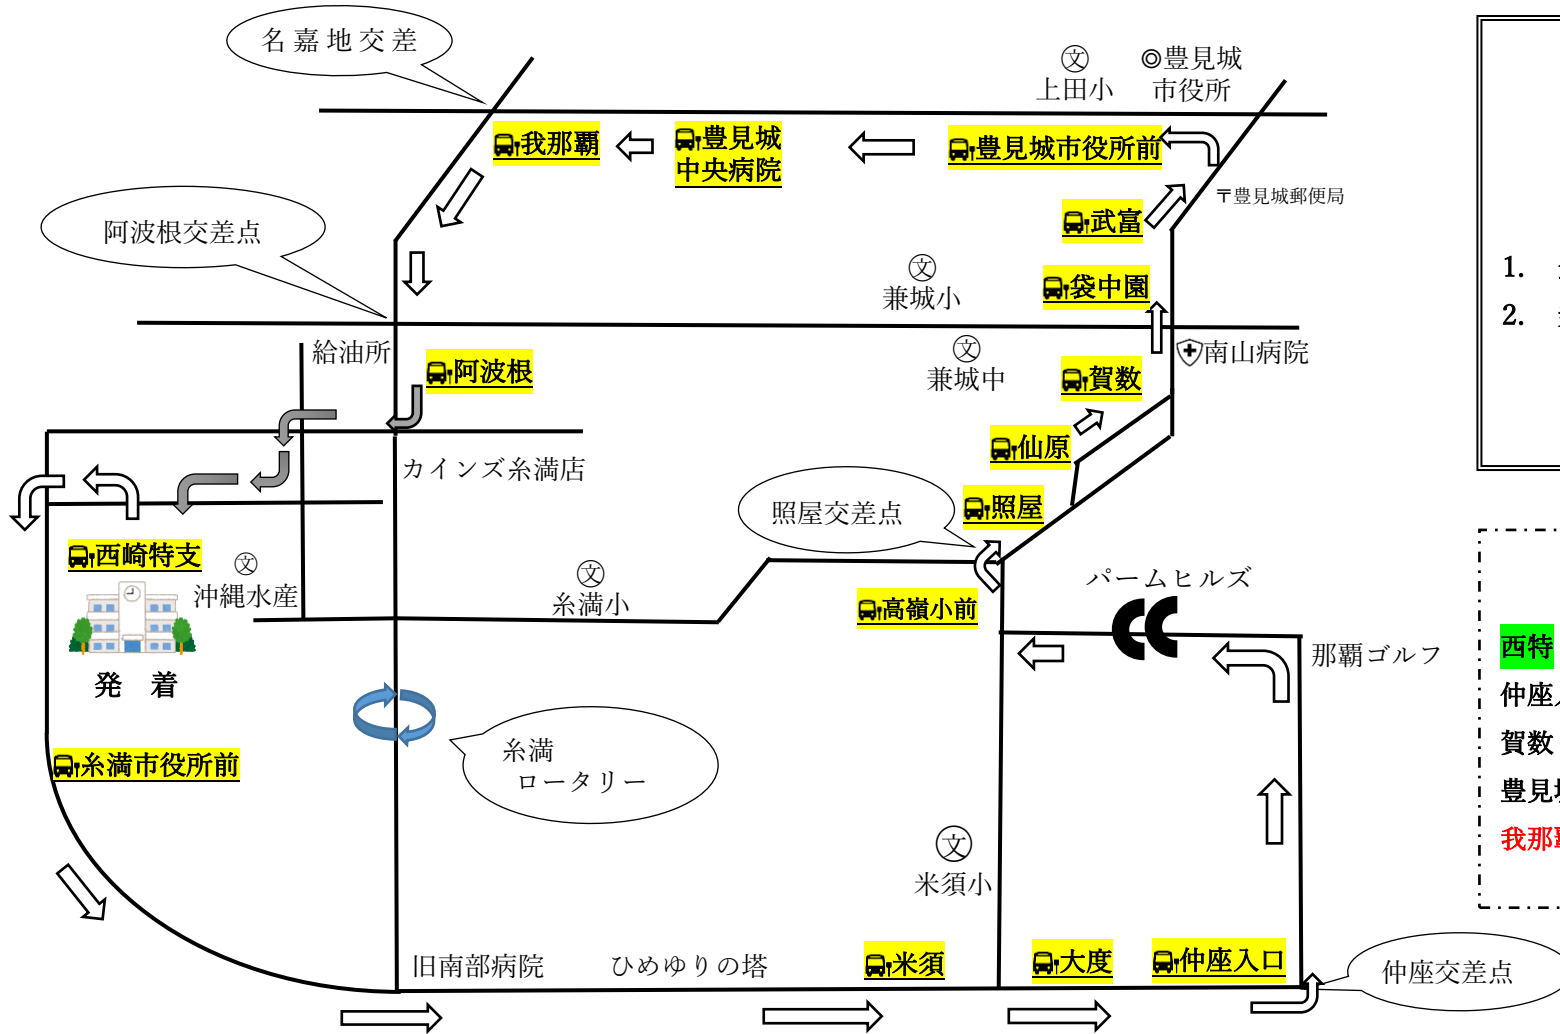 名嘉地交差
文
上田小
◎豊見城
市役所
我那覇
豊見城
中央病院
豊見城市役所前
〒豊見城郵便局
武富
阿波根交差点
文
兼城小
袋中園
1.
2.
給油所
阿波根
文
兼城中
賀数
南山病院
カインズ糸満店
仙原
照屋交差点
照屋
西崎特支
文
沖縄水産
文
糸満小
高嶺小前
パームヒルズ
那覇ゴルフ
発 着
糸満市役所前
糸満
ロータリー
文
米須小
旧南部病院
ひめゆりの塔
米須
大度
仲座入口
仲座交差点
西特
仲座
賀数
豊見
我那